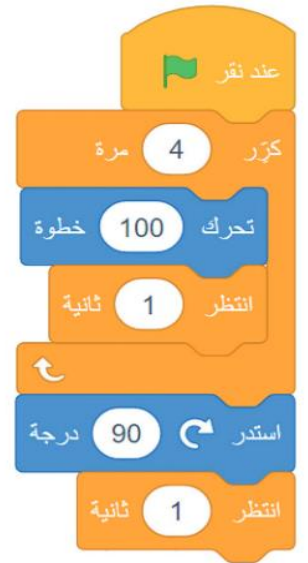 عند نقر
كرّر 4 مرة
تحرك 100 خطوة
انتظر 1 ثانية
استدر 90 درجة
انتظر 1 ثانية